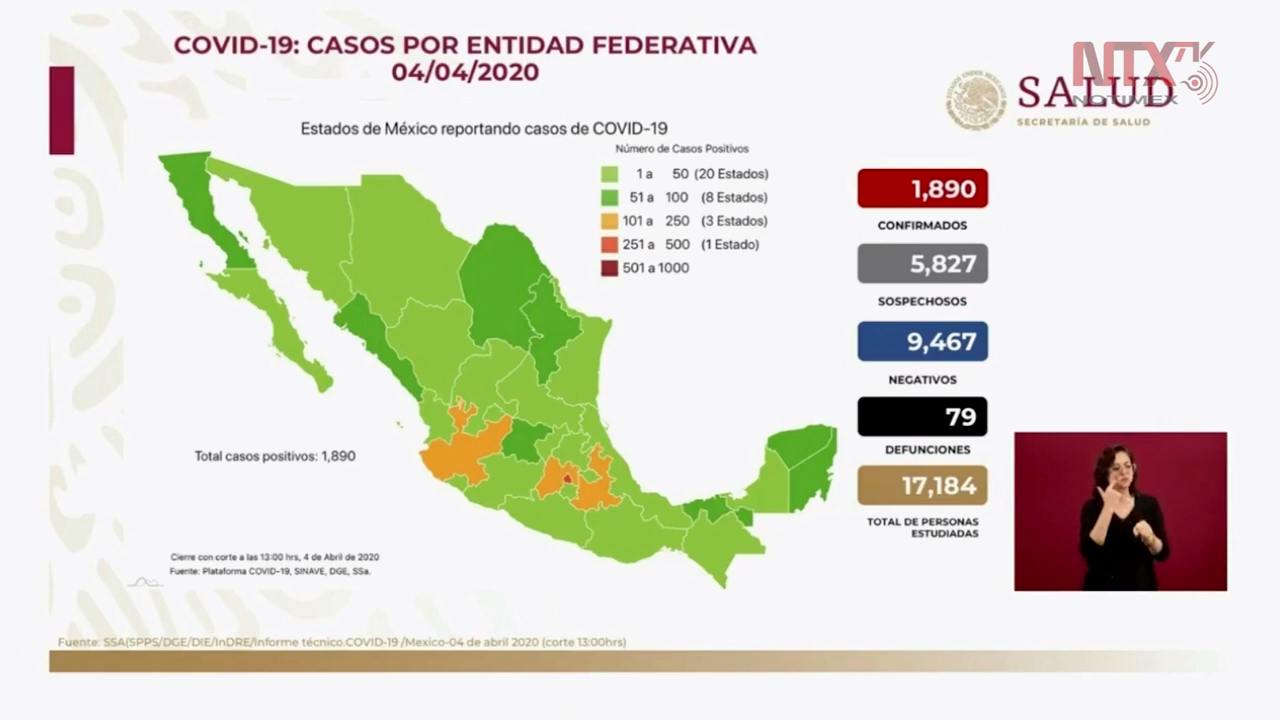 COVID-19: CASOS POR ENTIDAD FEDERATIVA
04/04/2020
NTX
NOTIMEX
SALUD
SECRETARÍA DE SALUD
Estados de México reportando casos de COVID-19
Número de Casos Positivos
1 a 50 (20 Estados)
51 a 100 (8 Estados)
101 a 250 (3 Estados)
251 a 500 (1 Estado)
501 a 1000
1,890
CONFIRMADOS
5,827
SOSPECHOSOS
9,467
NEGATIVOS
79
DEFUNCIONES
17,184
TOTAL DE PERSONAS
ESTUDIADAS
Total casos positivos: 1,890
Cierre con corte a las 13:00 hrs, 4 de Abril de 2020
Fuente: Plataforma COVID-19, SINAVE, DGE, SSa.
Fuente: SSA(SPPS/DGE/DIE/InDRE/Informe técnico.COVID-19 /Mexico-04 de abril 2020 (corte 13:00hrs)